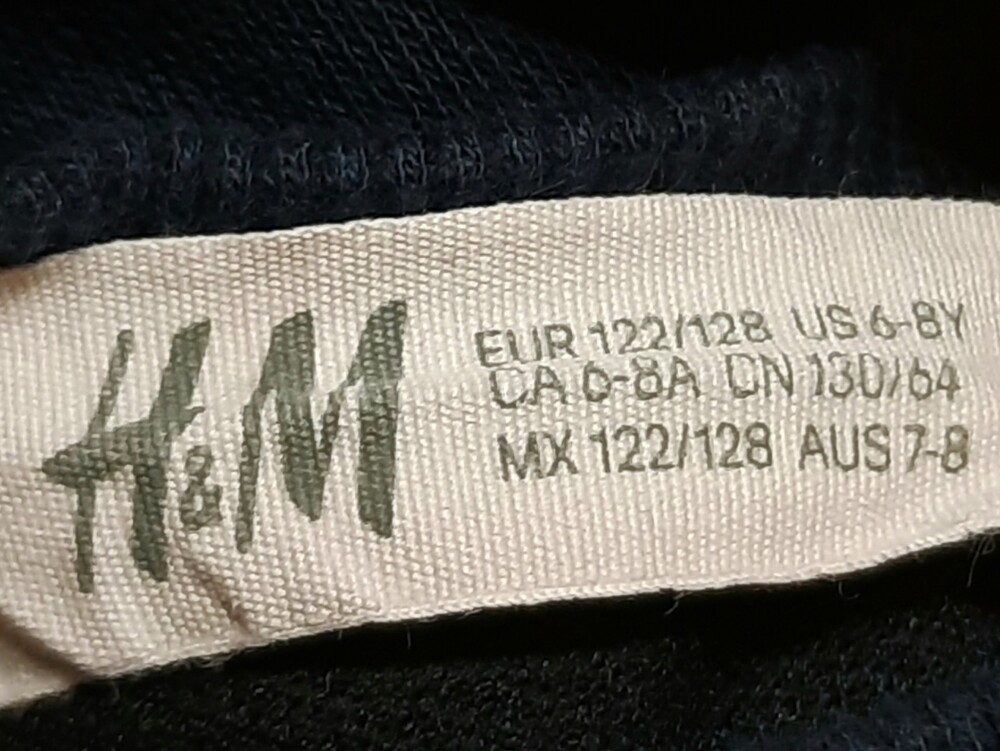 H&M
EUR 122/128 US 6-8Y
CA 6-8A CN 130/64
MX 122/128 AUS 7-8